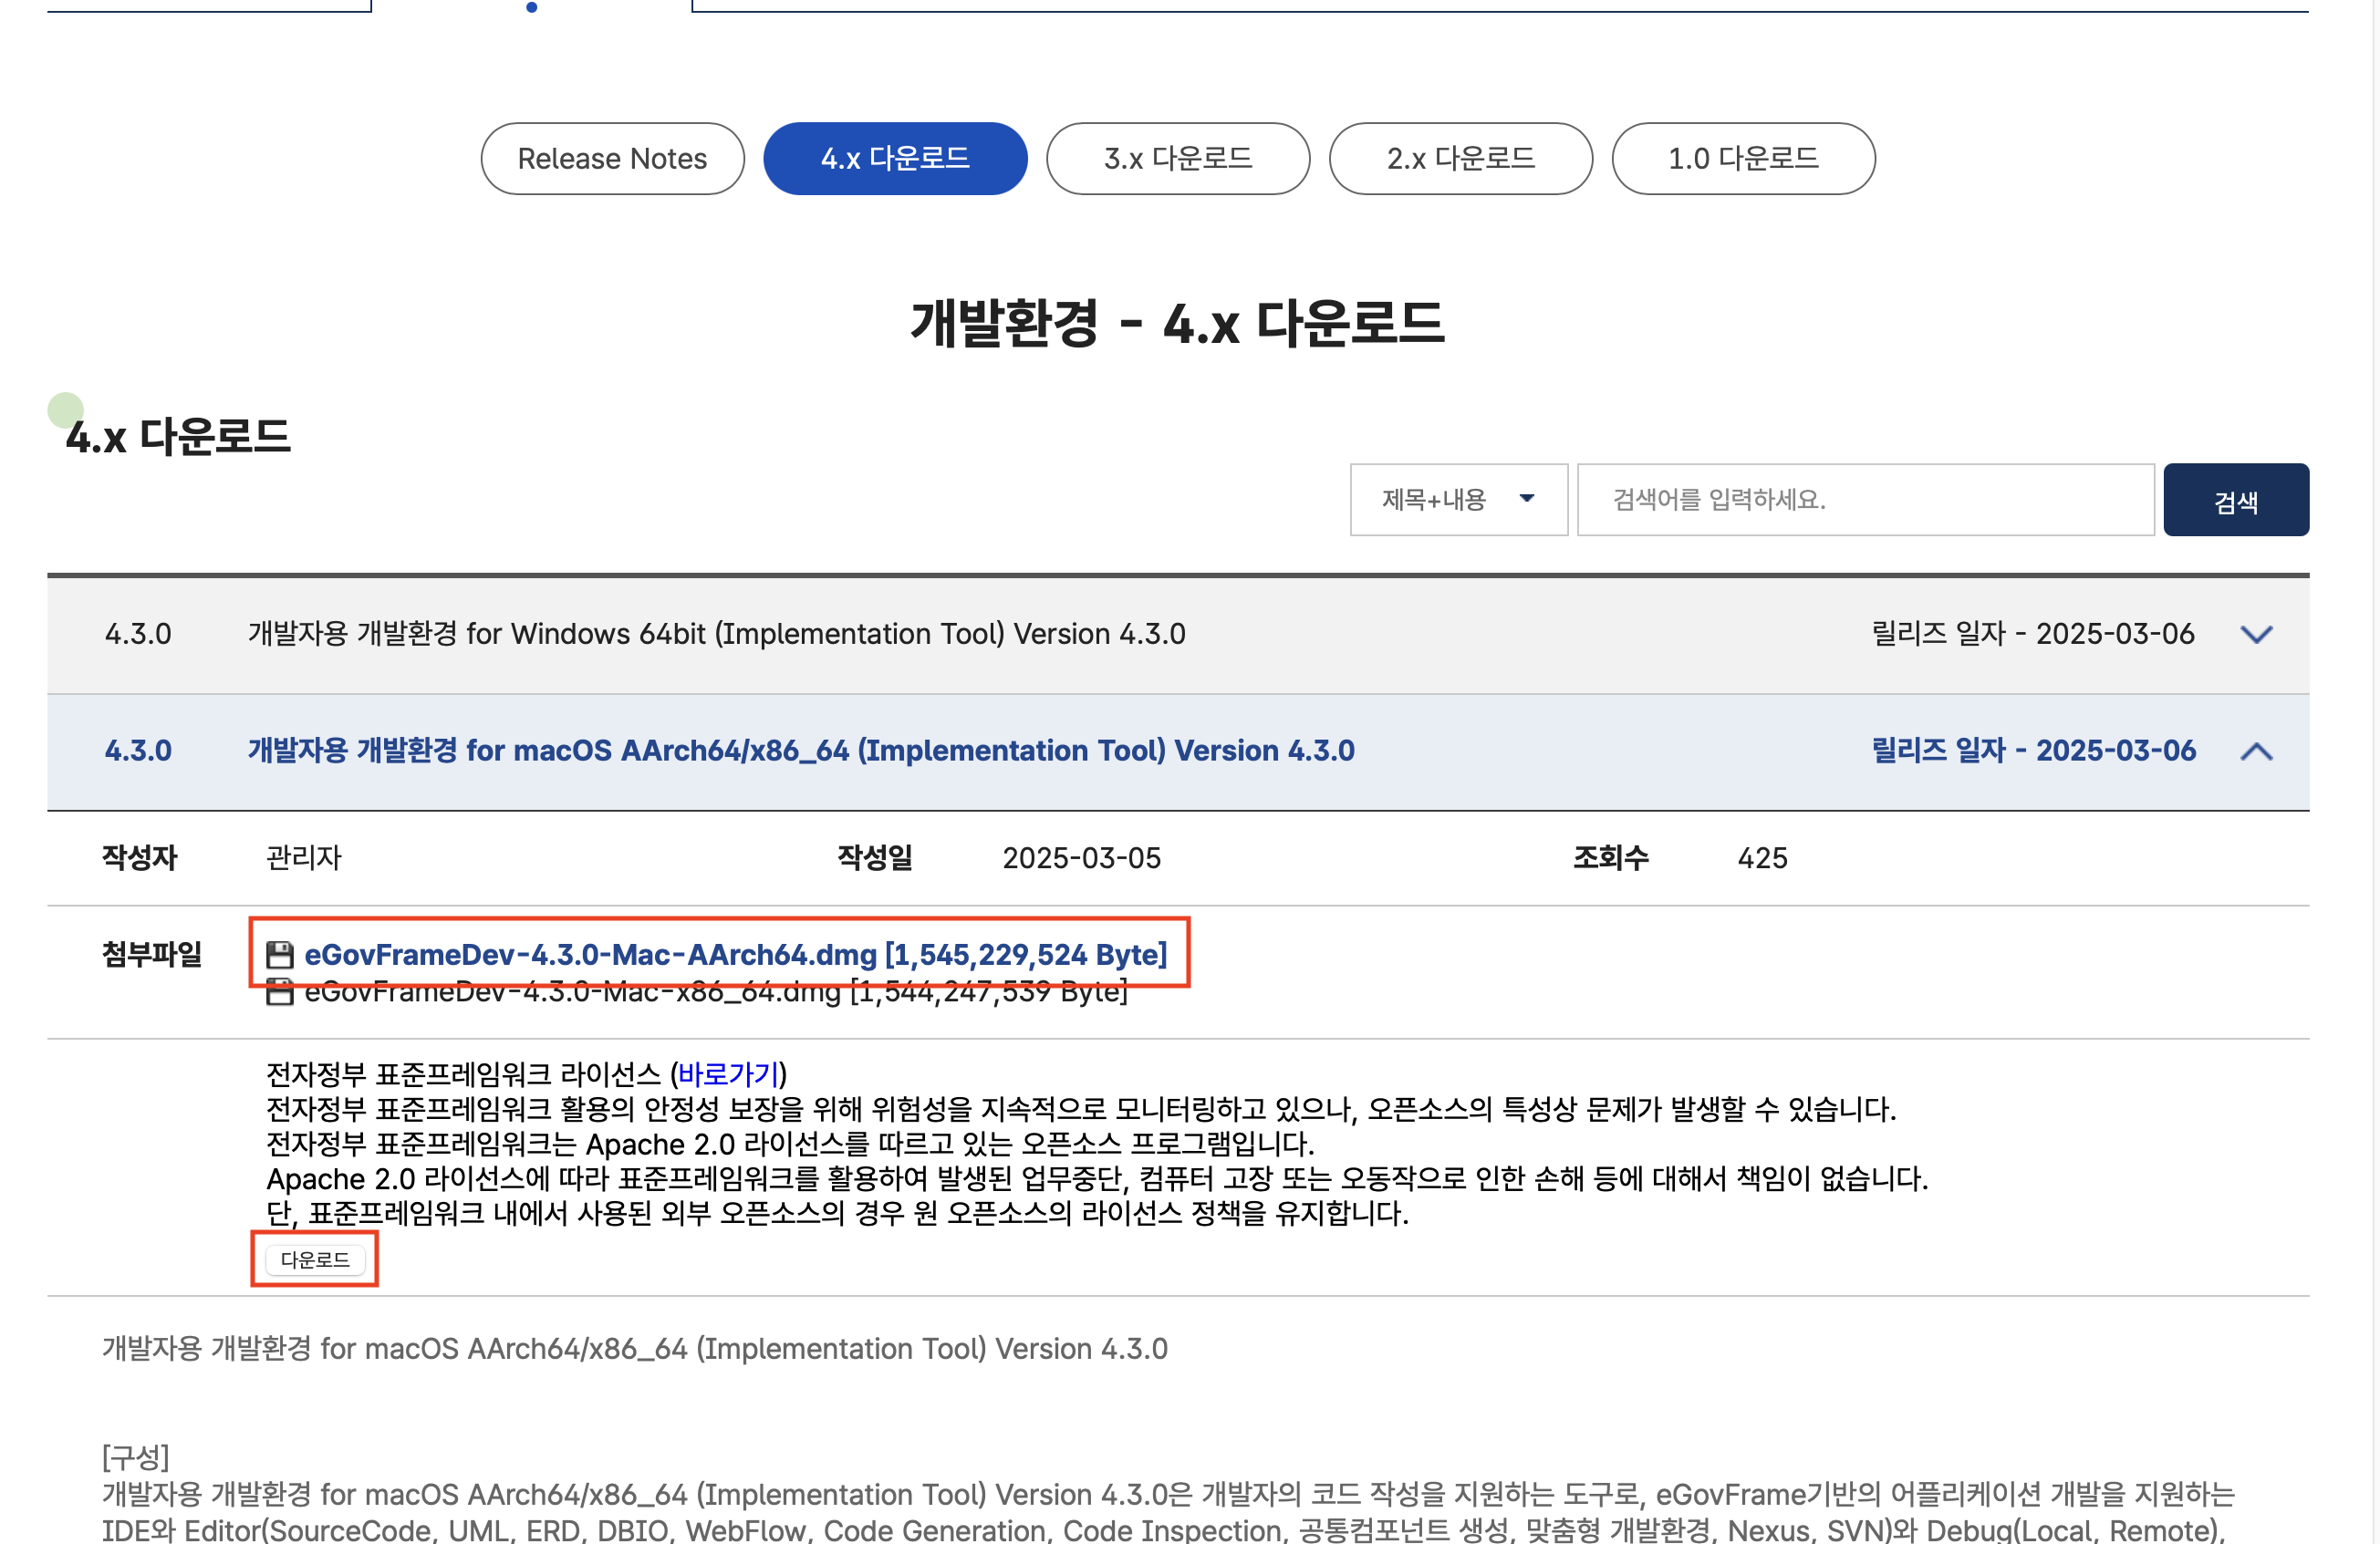 Release Notes
4.x 다운로드
3.x 다운로드
2.x 다운로드
1.0 다운로드
개발환경 - 4.x 다운로드
4.x 다운로드
제목+내용
검색어를 입력하세요.
검색
4.3.0 개발자용 개발환경 for Windows 64bit (Implementation Tool) Version 4.3.0 릴리즈 일자 - 2025-03-06
4.3.0 개발자용 개발환경 for macOS AArch64/x86_64 (Implementation Tool) Version 4.3.0 릴리즈 일자 - 2025-03-06
작성자 관리자 작성일 2025-03-05 조회수 425
첨부파일 eGovFrameDev-4.3.0-Mac-AArch64.dmg [1,545,229,524 Byte]
eGovFrameDev-4.3.0-Mac-x86_64.dmg [1,544,247,539 Byte]
전자정부 표준프레임워크 라이선스 (바로가기)
전자정부 표준프레임워크 활용의 안정성 보장을 위해 위험성을 지속적으로 모니터링하고 있으나, 오픈소스의 특성상 문제가 발생할 수 있습니다.
전자정부 표준프레임워크는 Apache 2.0 라이선스를 따르고 있는 오픈소스 프로그램입니다.
Apache 2.0 라이선스에 따라 표준프레임워크를 활용하여 발생된 업무중단, 컴퓨터 고장 또는 오동작으로 인한 손해 등에 대해서 책임이 없습니다.
단, 표준프레임워크 내에서 사용된 외부 오픈소스의 경우 원 오픈소스의 라이선스 정책을 유지합니다.
다운로드
개발자용 개발환경 for macOS AArch64/x86_64 (Implementation Tool) Version 4.3.0
[구성]
개발자용 개발환경 for macOS AArch64/x86_64 (Implementation Tool) Version 4.3.0은 개발자의 코드 작성을 지원하는 도구로, eGovFrame기반의 어플리케이션 개발을 지원하는
IDE와 Editor(SourceCode, UML, ERD, DBIO, WebFlow, Code Generation, Code Inspection, 공통컴포넌트 생성, 맞춤형 개발환경, Nexus, SVN)와 Debug(Local, Remote),